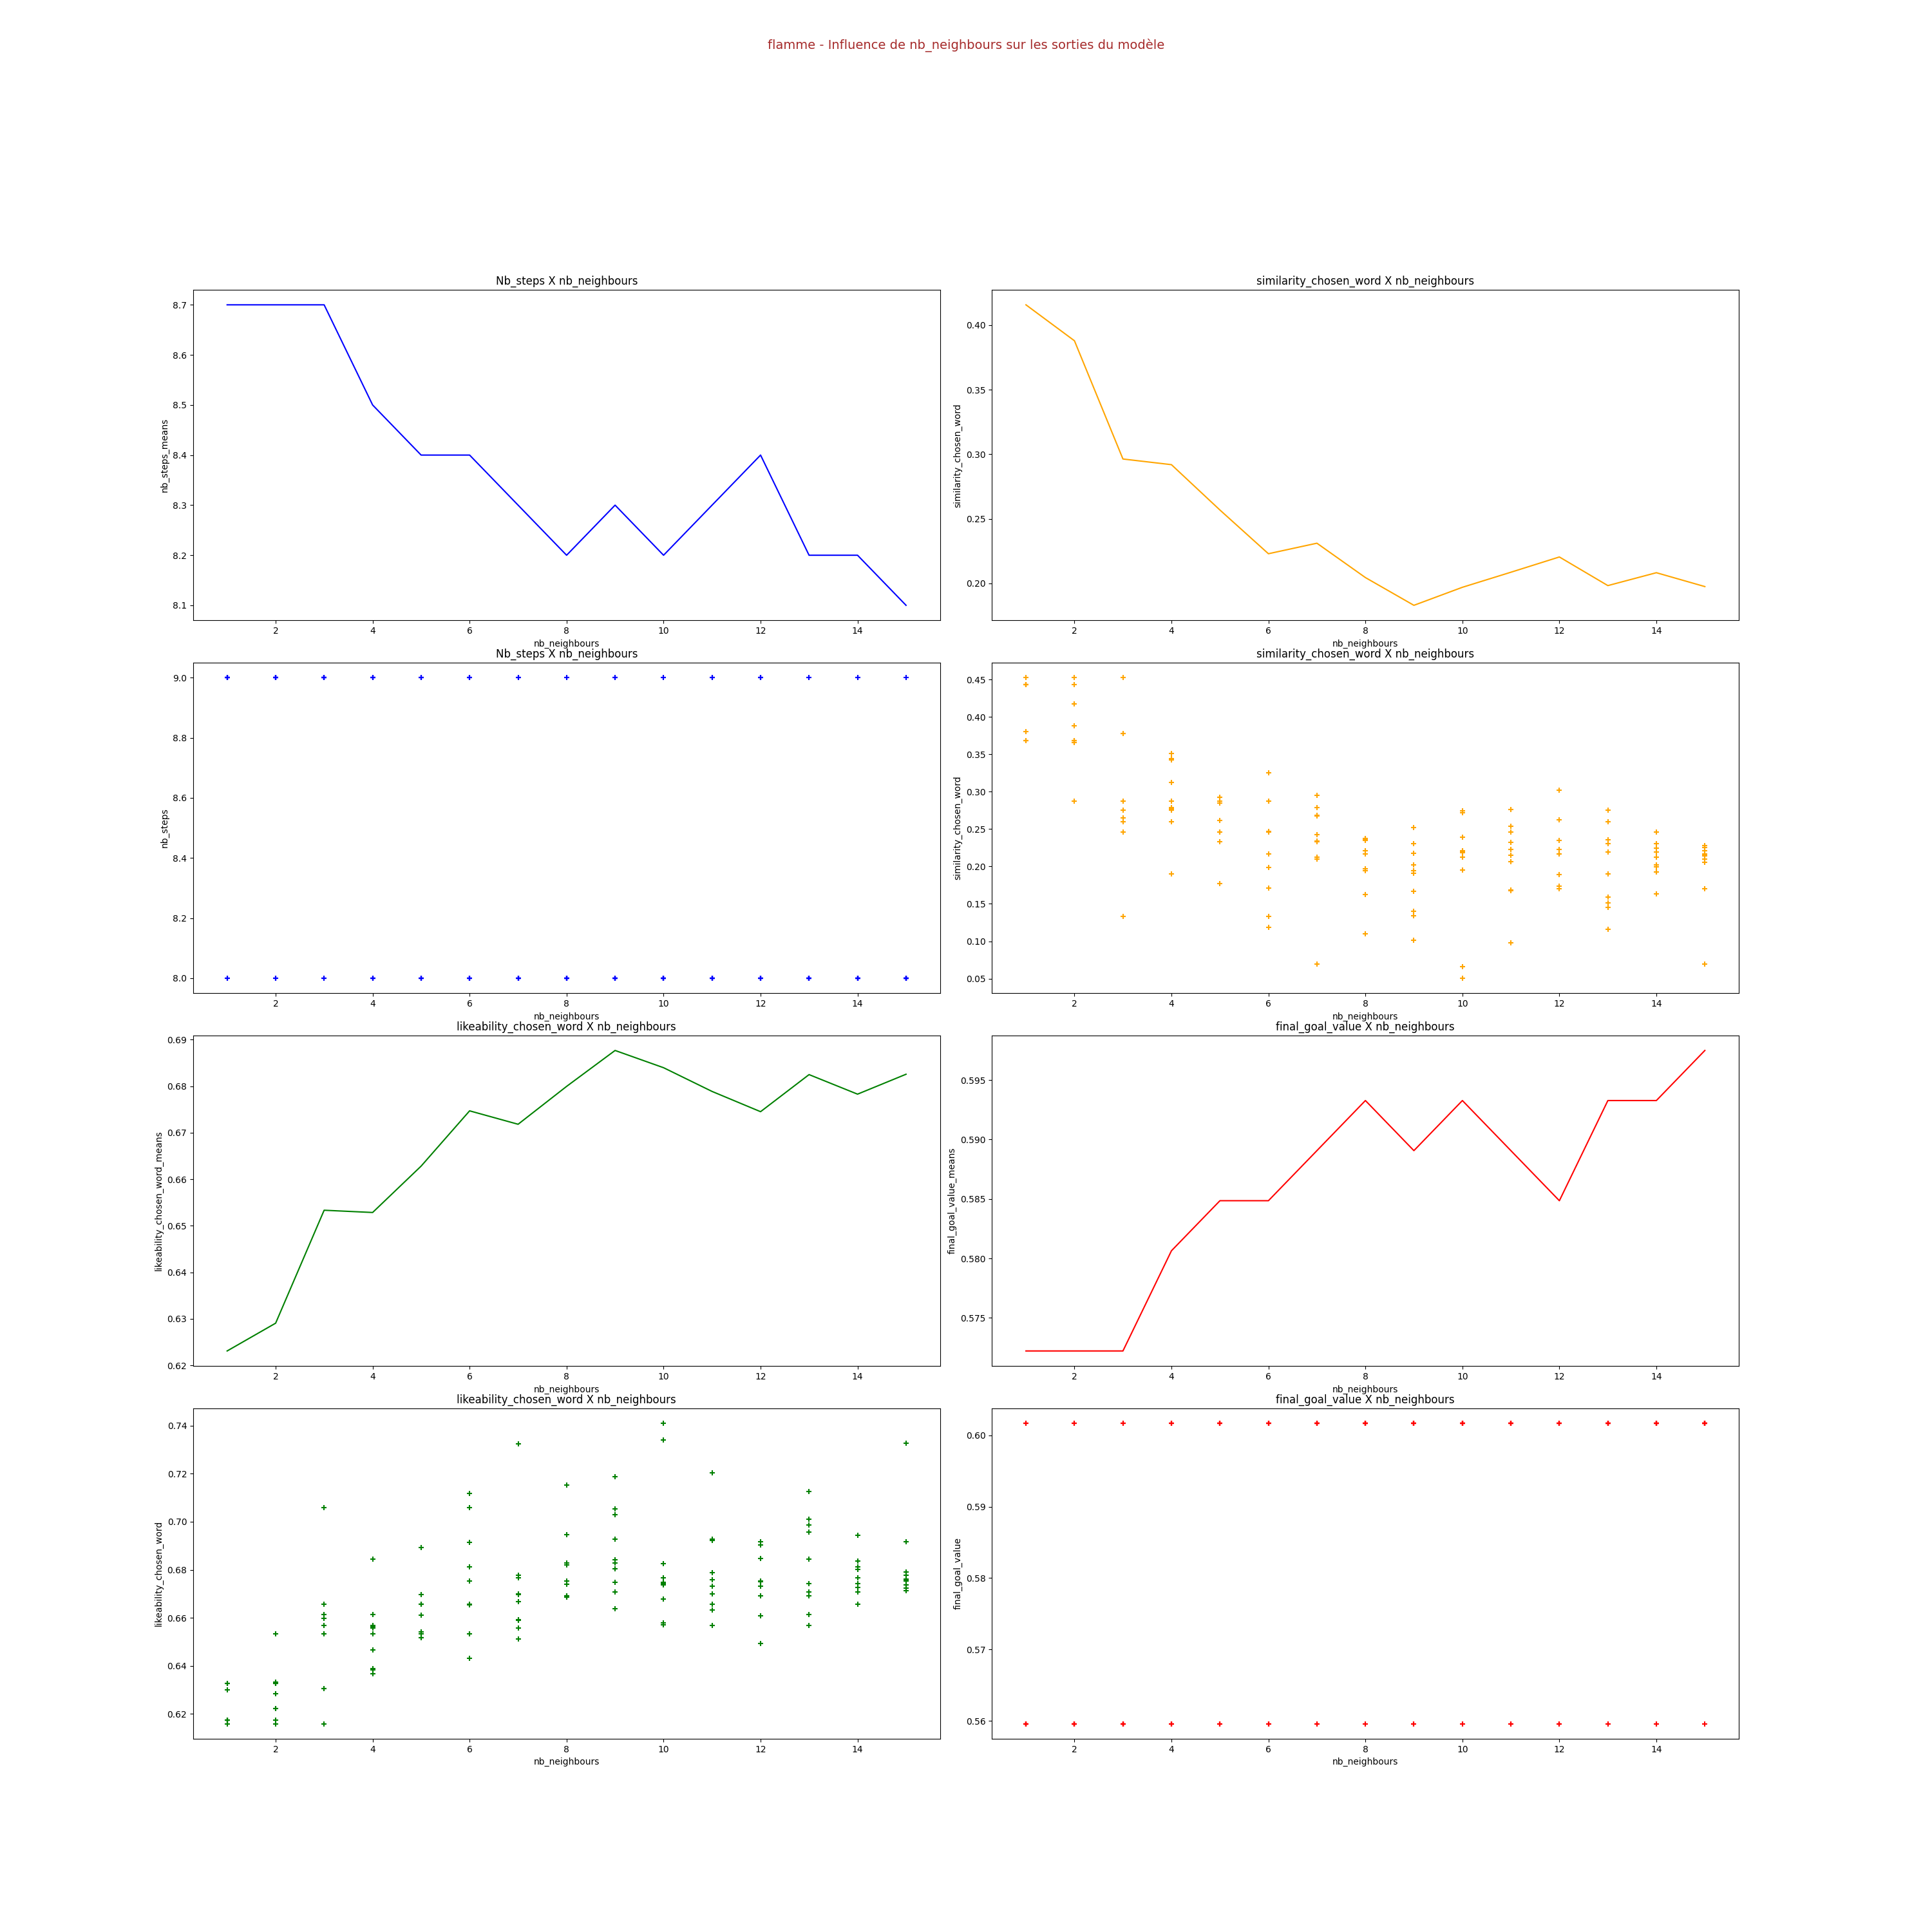 flamme - Influence de nb_neighbours sur les sorties du modèle
Nb_steps X nb_neighbours
nb_steps_means
8.7
8.6
8.5
8.4
8.3
8.2
8.1
2 4 6 8 10 12 14
nb_neighbours
similarity_chosen_word X nb_neighbours
similarity_chosen_word
0.40
0.35
0.30
0.25
0.20
2 4 6 8 10 12 14
nb_neighbours
Nb_steps X nb_neighbours
nb_steps
9.0
8.8
8.6
8.4
8.2
8.0
2 4 6 8 10 12 14
nb_neighbours
similarity_chosen_word X nb_neighbours
similarity_chosen_word
0.45
0.40
0.35
0.30
0.25
0.20
0.15
0.10
0.05
2 4 6 8 10 12 14
nb_neighbours
likeability_chosen_word X nb_neighbours
likeability_chosen_word_means
0.69
0.68
0.67
0.66
0.65
0.64
0.63
0.62
2 4 6 8 10 12 14
nb_neighbours
final_goal_value X nb_neighbours
final_goal_value_means
0.595
0.590
0.585
0.580
0.575
2 4 6 8 10 12 14
nb_neighbours
likeability_chosen_word X nb_neighbours
likeability_chosen_word
0.74
0.72
0.70
0.68
0.66
0.64
0.62
2 4 6 8 10 12 14
nb_neighbours
final_goal_value X nb_neighbours
final_goal_value
0.60
0.59
0.58
0.57
0.56
2 4 6 8 10 12 14
nb_neighbours